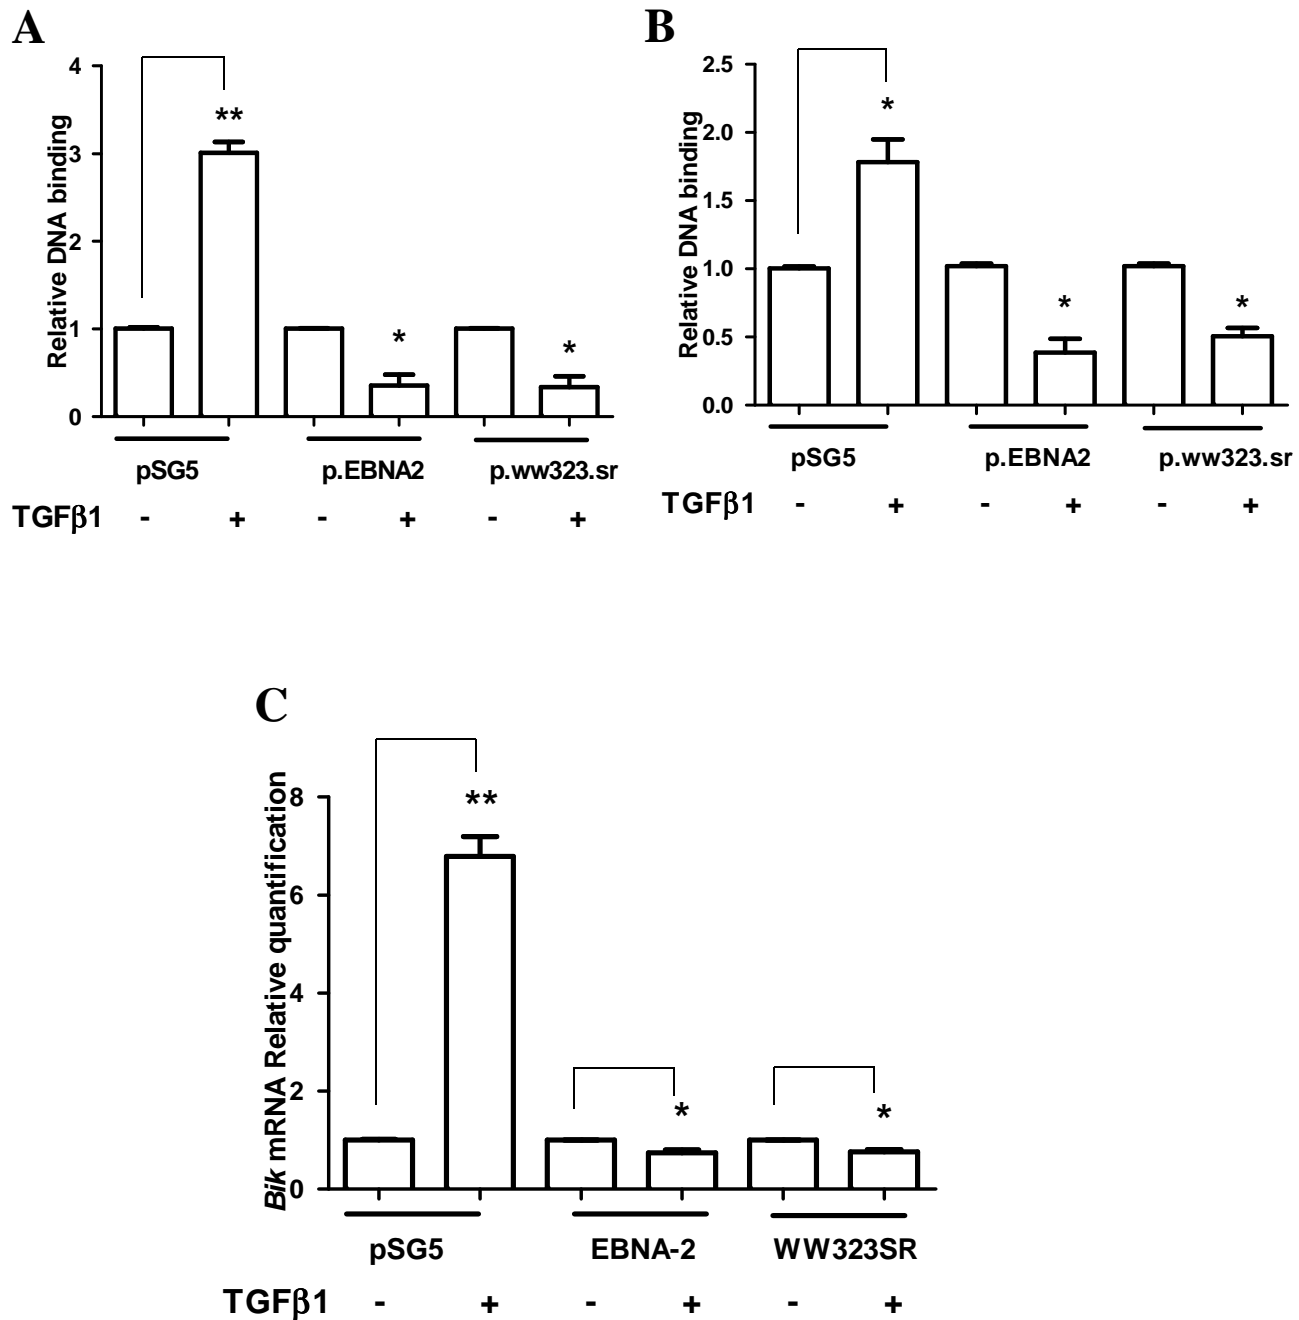 A
Relative DNA binding
4
3
2
1
0
**
*
*
pSG5 p.EBNA2 p.ww323.sr
TGFβ1 - + - + - +
B
Relative DNA binding
2.5
2.0
1.5
1.0
0.5
0.0
*
*
*
pSG5 p.EBNA2 p.ww323.sr
TGFβ1 - + - + - +
C
Bik mRNA Relative quantification
8
6
4
2
0
**
*
*
pSG5 EBNA-2 WW323SR
TGFβ1 - + - + - +